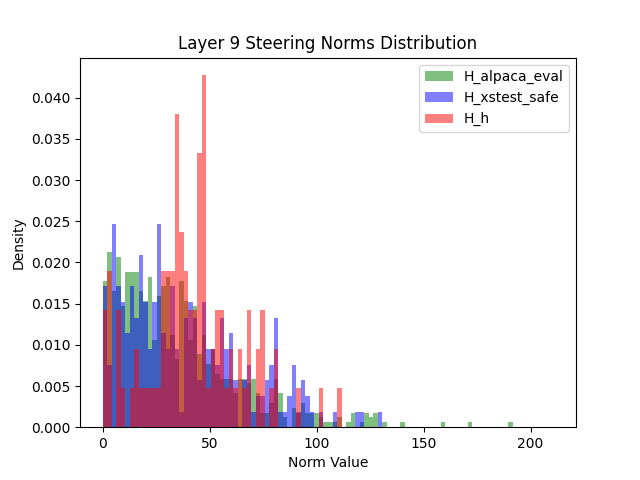 Layer 9 Steering Norms Distribution
H_alpaca_eval
H_xstest_safe
H_h
0.040
0.035
0.030
0.025
0.020
0.015
0.010
0.005
0.000
Density
0 50 100 150 200
Norm Value